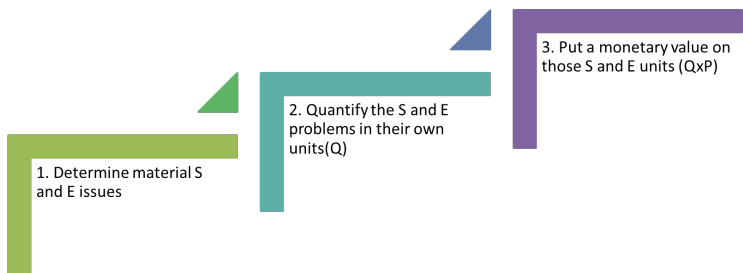 1. Determine material S
and E issues
2. Quantify the S and E
problems in their own
units(Q)
3. Put a monetary value on
those S and E units (QxP)